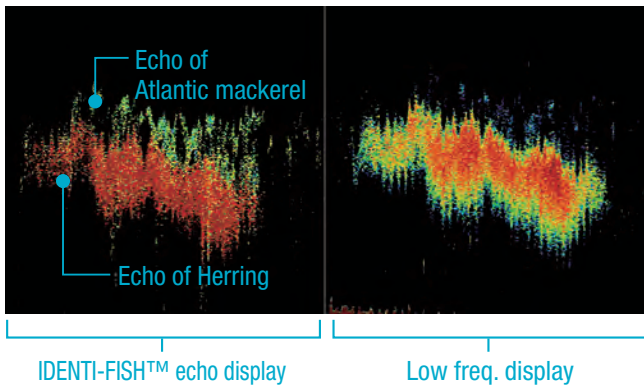 Echo of
Atlantic mackerel
Echo of Herring
IDENTI-FISH™ echo display
Low freq. display